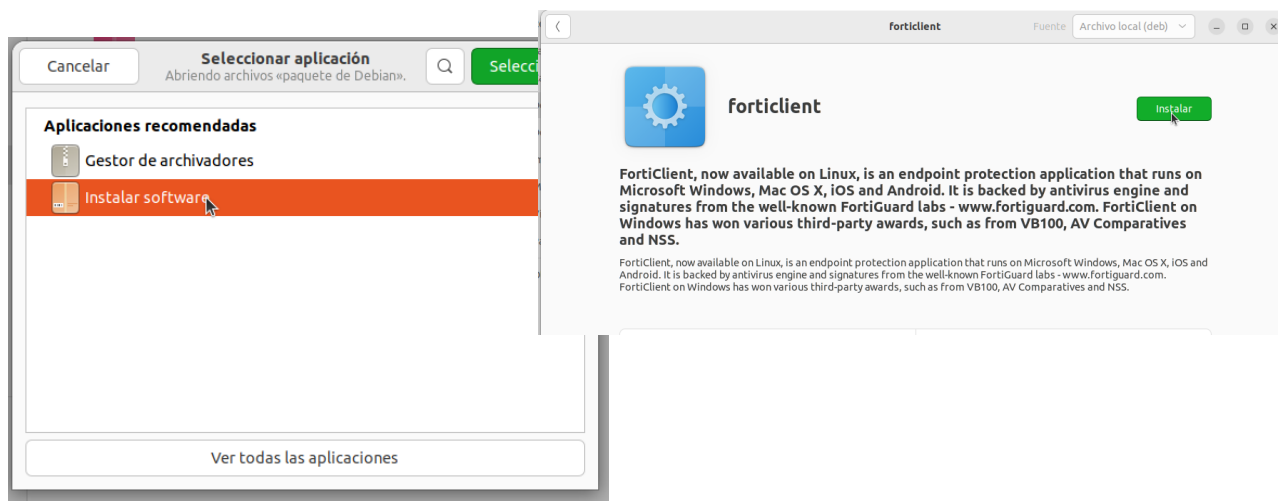 Cancelar
Seleccionar aplicación
Abriendo archivos «paquete de Debian».
Aplicaciones recomendadas
Gestor de archivadores
Instalar software
Ver todas las aplicaciones
forticlient
Fuente
Archivo local (deb)
forticlient
Instalar
FortiClient, now available on Linux, is an endpoint protection application that runs on
Microsoft Windows, Mac OS X, iOS and Android. It is backed by antivirus engine and
signatures from the well-known FortiGuard labs - www.fortiguard.com. FortiClient on
Windows has won various third-party awards, such as from VB100, AV Comparatives
and NSS.
FortiClient, now available on Linux, is an endpoint protection application that runs on Microsoft Windows, Mac OS X, iOS and
Android. It is backed by antivirus engine and signatures from the well-known FortiGuard labs - www.fortiguard.com.
FortiClient on Windows has won various third-party awards, such as from VB100, AV Comparatives and NSS.